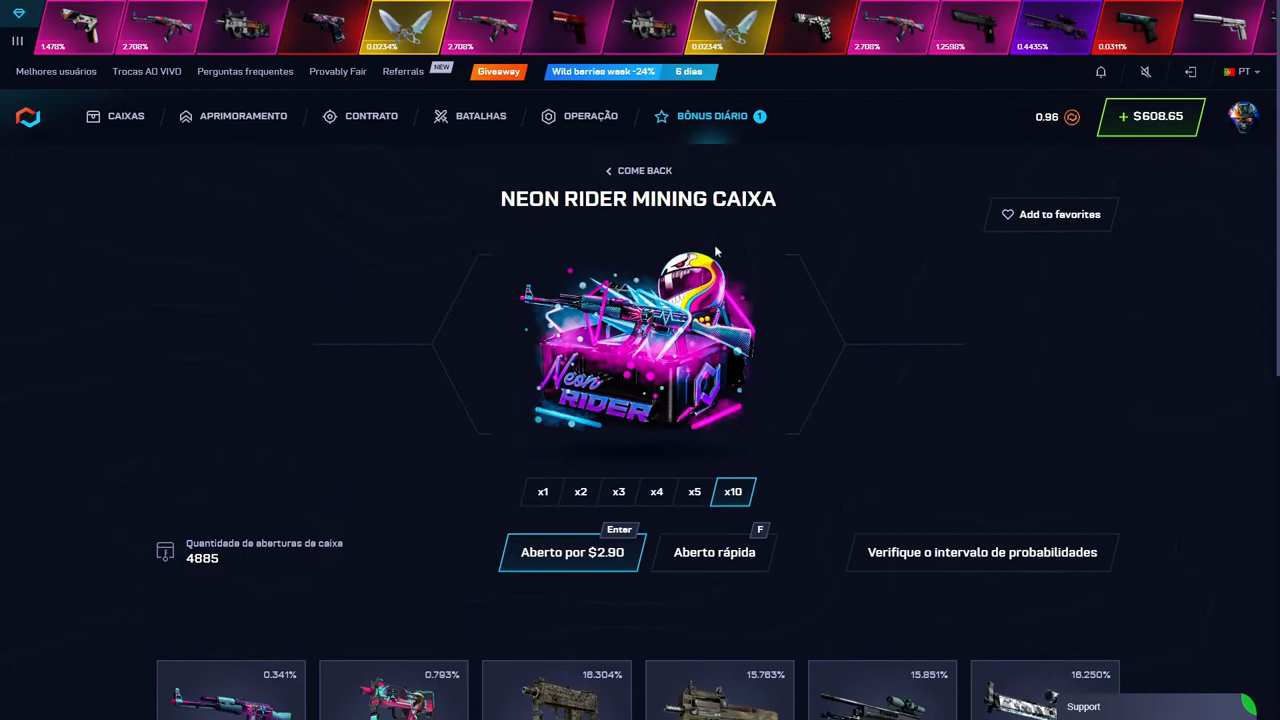 1.478%
2.708%
0.0234%
2.708%
0.0234%
2.708%
1.2598%
0.4435%
0.0311%
Melhores usuários
Trocas AO VIVO
Perguntas frequentes
Provably Fair
Referrals
NEW
Giveaway
Wild berries week -24%
6 dias
PT
CAIXAS
APRIMORAMENTO
CONTRATO
BATALHAS
OPERAÇÃO
BÔNUS DIÁRIO 1
0.96
+ $608.65
COME BACK
NEON RIDER MINING CAIXA
Add to favorites
Neon
RIDER
x1
x2
x3
x4
x5
x10
Enter
F
Quantidade de aberturas de caixa
4885
Aberto por $2.90
Aberto rápida
Verifique o intervalo de probabilidades
0.341%
0.793%
16.304%
15.763%
15.851%
16.250%
Support